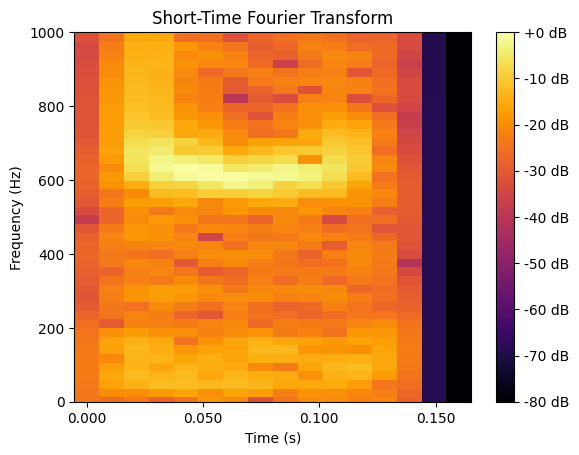 Short-Time Fourier Transform
1000
800
600
400
200
0
Frequency (Hz)
0.000
0.050
0.100
0.150
Time (s)
+0 dB
-10 dB
-20 dB
-30 dB
-40 dB
-50 dB
-60 dB
-70 dB
-80 dB